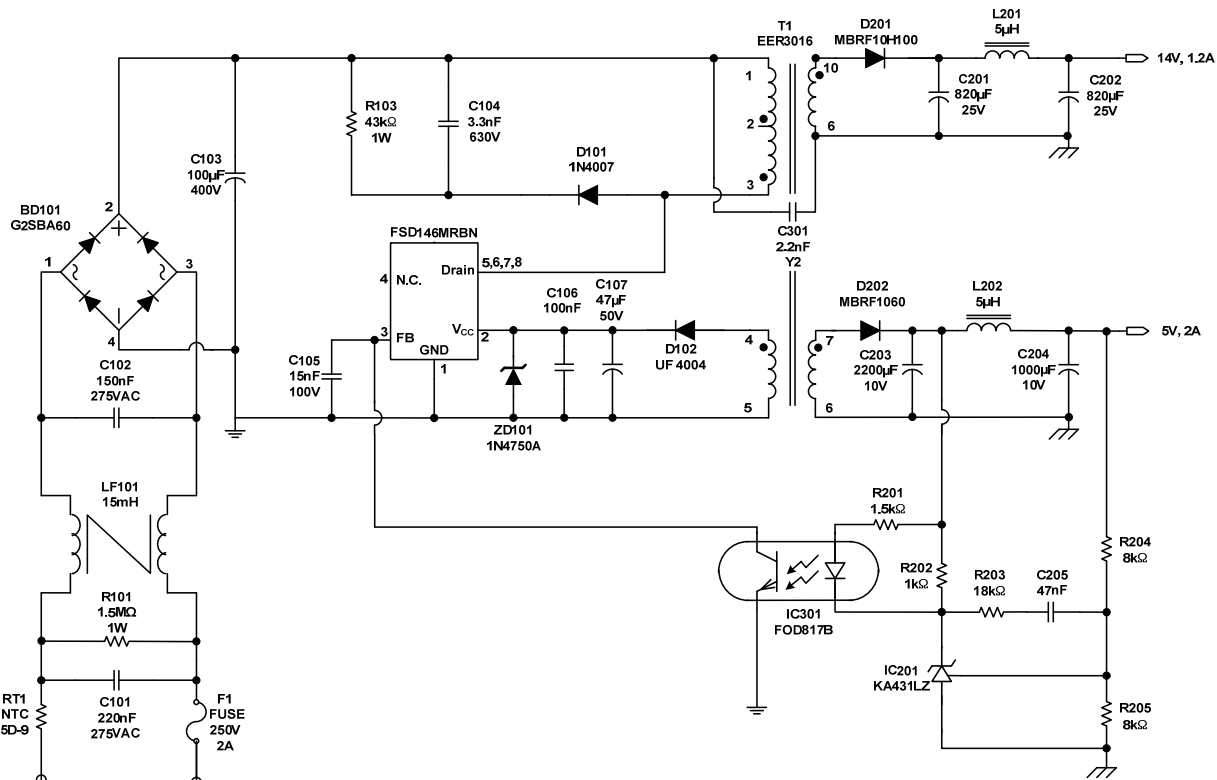 T1
EER3016
D201
MBRF10H100
L201
5µH
14V, 1.2A
1
10
R103
43kΩ
1W
C104
3.3nF
630V
C201
820µF
25V
C202
820µF
25V
2
6
C103
100µF
400V
D101
1N4007
3
BD101
G2SBA60
2
C301
2.2nF
Y2
FSD146MRBN
1
3
4
N.C.
Drain
5,6,7,8
C106
100nF
C107
47µF
50V
D202
MBRF1060
L202
5µH
5V, 2A
3
FB
VCC
2
4
7
4
C102
150nF
275VAC
C105
15nF
100V
GND
1
D102
UF 4004
C203
2200µF
10V
C204
1000µF
10V
5
6
ZD101
1N4750A
LF101
15mH
R201
1.5kΩ
R204
8kΩ
R202
1kΩ
R203
18kΩ
C205
47nF
R101
1.5MΩ
1W
IC301
FOD817B
IC201
KA431LZ
RT1
NTC
5D-9
C101
220nF
275VAC
F1
FUSE
250V
2A
R205
8kΩ